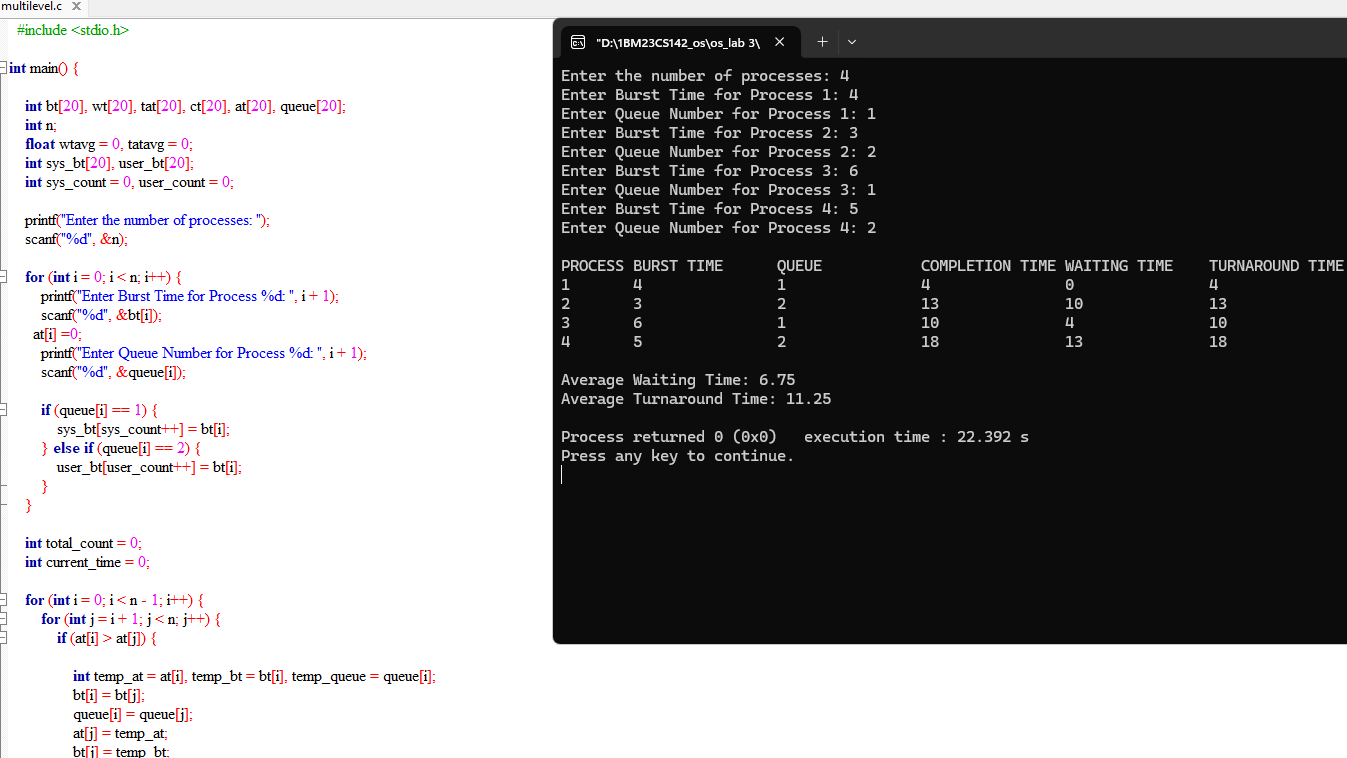 multilevel.c
#include <stdio.h>
int main() {
int bt[20], wt[20], tat[20], ct[20], at[20], queue[20];
int n;
float wtavg = 0, tatavg = 0;
int sys_bt[20], user_bt[20];
int sys_count = 0, user_count = 0;
printf("Enter the number of processes: ");
scanf("%d", &n);
for (int i = 0; i < n; i++) {
printf("Enter Burst Time for Process %d: ", i + 1);
scanf("%d", &bt[i]);
at[i] =0;
printf("Enter Queue Number for Process %d: ", i + 1);
scanf("%d", &queue[i]);
if (queue[i] == 1) {
sys_bt[sys_count++] = bt[i];
} else if (queue[i] == 2) {
user_bt[user_count++] = bt[i];
}
}
int total_count = 0;
int current_time = 0;
for (int i = 0; i < n - 1; i++) {
for (int j = i + 1; j < n; j++) {
if (at[i] > at[j]) {
int temp_at = at[i], temp_bt = bt[i], temp_queue = queue[i];
bt[i] = bt[j];
queue[i] = queue[j];
at[j] = temp_at;
bt[j] = temp_bt;
"D:\1BM23CS142_os\os_lab 3\
Enter the number of processes: 4
Enter Burst Time for Process 1: 4
Enter Queue Number for Process 1: 1
Enter Burst Time for Process 2: 3
Enter Queue Number for Process 2: 2
Enter Burst Time for Process 3: 6
Enter Queue Number for Process 3: 1
Enter Burst Time for Process 4: 5
Enter Queue Number for Process 4: 2
PROCESS BURST TIME QUEUE COMPLETION TIME WAITING TIME TURNAROUND TIME
1 4 1 4 0 4
2 3 2 13 10 13
3 6 1 10 4 10
4 5 2 18 13 18
Average Waiting Time: 6.75
Average Turnaround Time: 11.25
Process returned 0 (0x0) execution time : 22.392 s
Press any key to continue.